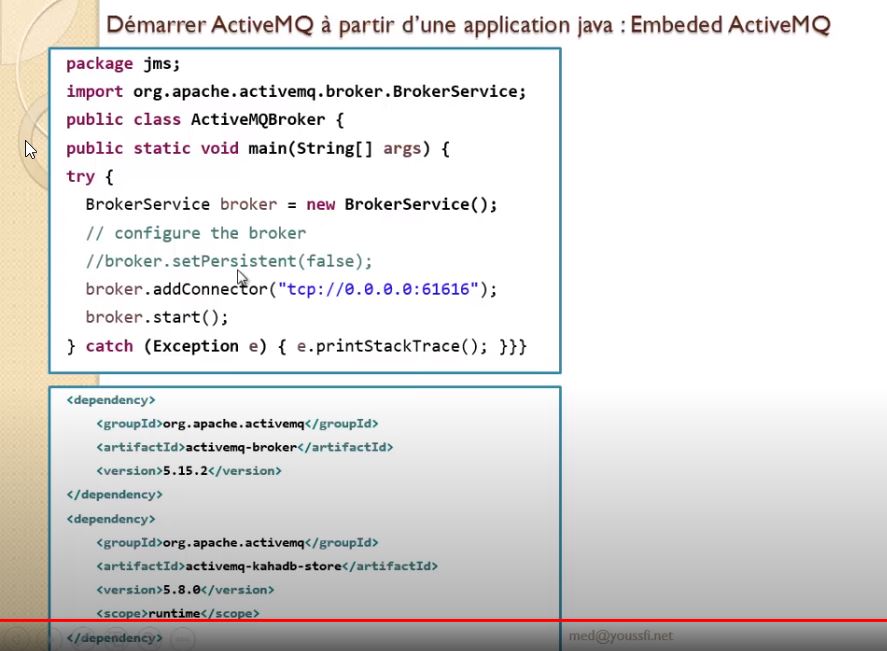 Démarrer ActiveMQ à partir d’une application java : Embeded ActiveMQ
package jms;
import org.apache.activemq.broker.BrokerService;
public class ActiveMQBroker {
public static void main(String[] args) {
try {
BrokerService broker = new BrokerService();
// configure the broker
//broker.setPersistent(false);
broker.addConnector("tcp://0.0.0.0:61616");
broker.start();
} catch (Exception e) { e.printStackTrace(); }}}
<dependency>
<groupId>org.apache.activemq</groupId>
<artifactId>activemq-broker</artifactId>
<version>5.15.2</version>
</dependency>
<dependency>
<groupId>org.apache.activemq</groupId>
<artifactId>activemq-kahadb-store</artifactId>
<version>5.8.0</version>
<scope>runtime</scope>
</dependency>
med@youssfi.net